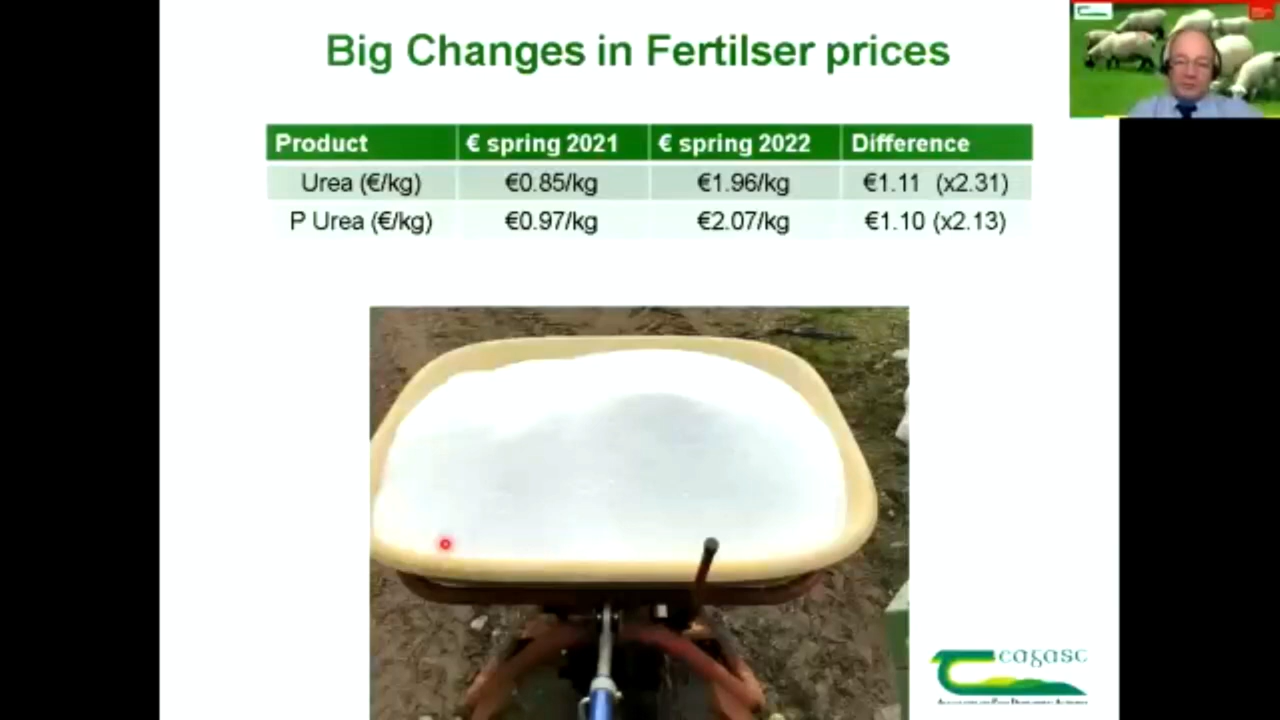 Big Changes in Fertilser prices
Product € spring 2021 € spring 2022 Difference
Urea (€/kg) €0.85/kg €1.96/kg €1.11 (x2.31)
P Urea (€/kg) €0.97/kg €2.07/kg €1.10 (x2.13)
eagasc